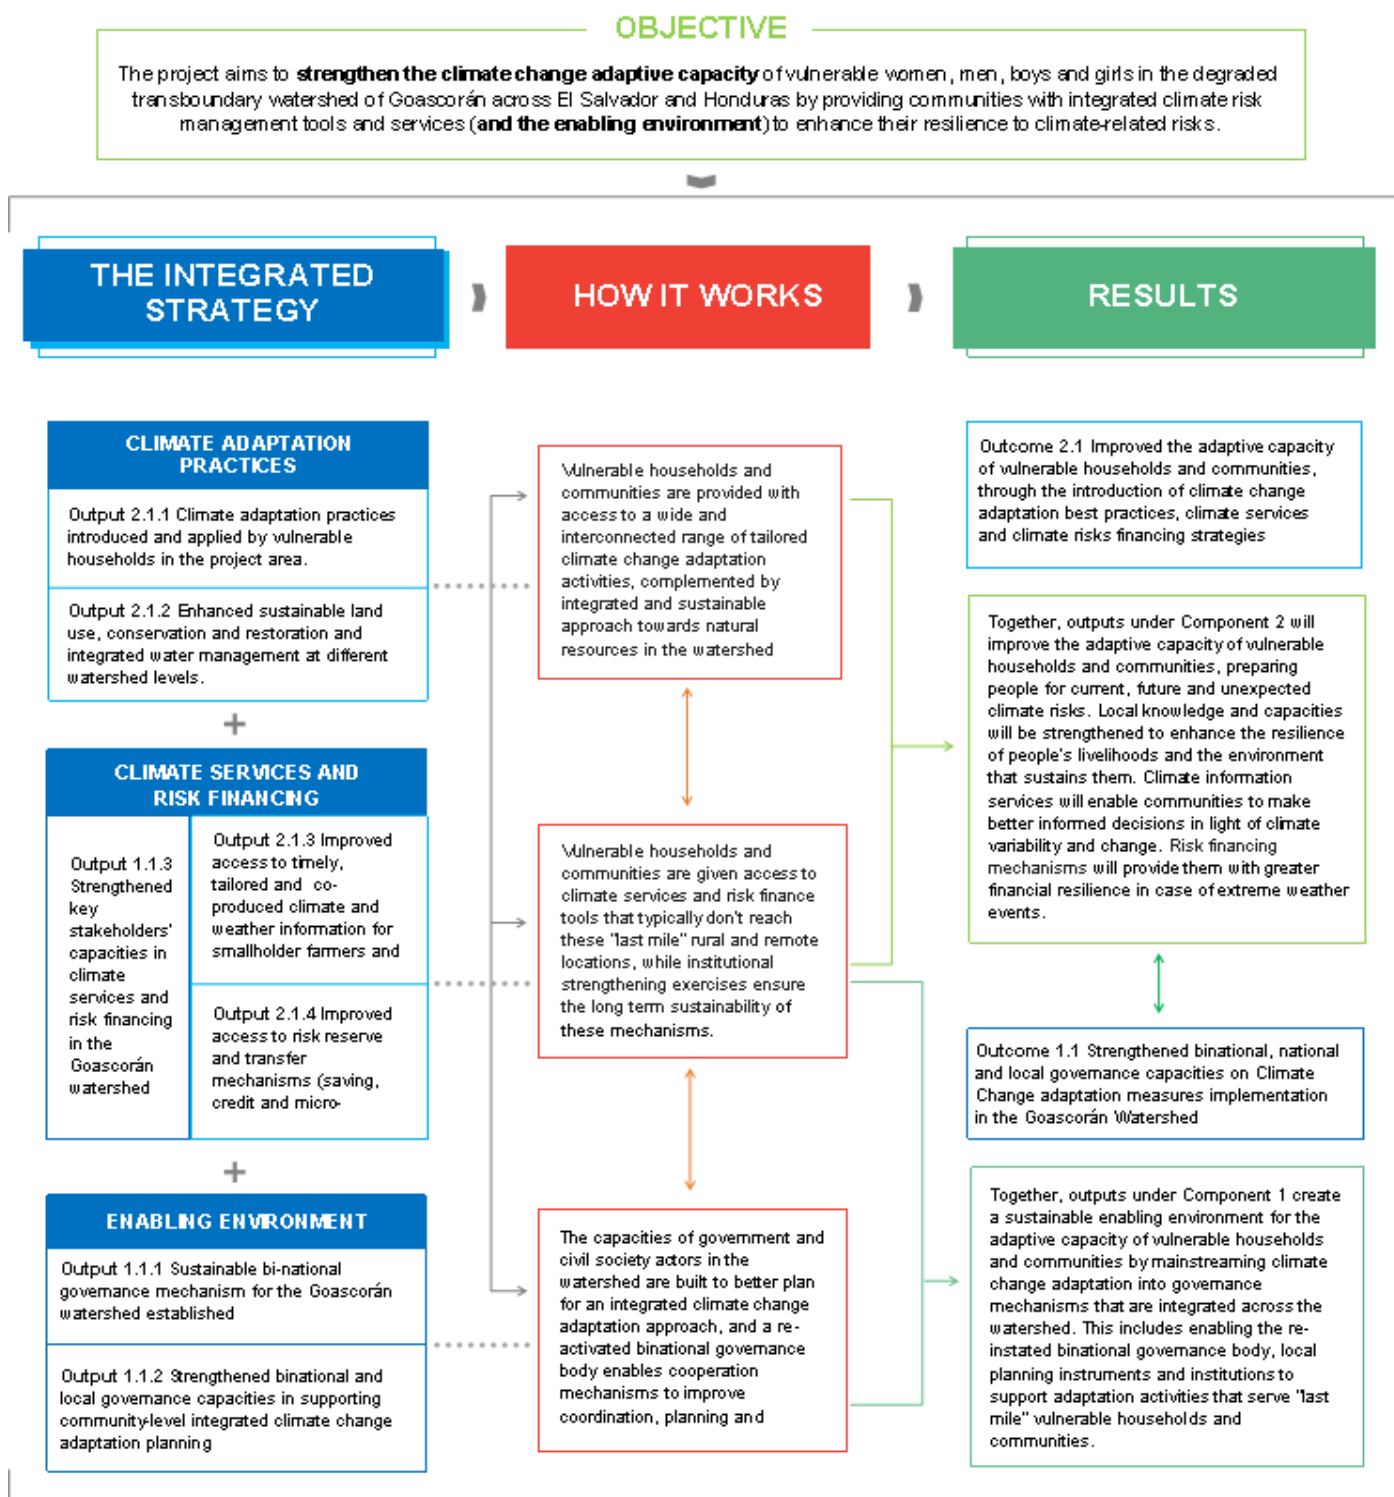 OBJECTIVE
The project aims to strengthen the climate change adaptive capacity of vulnerable women, men, boys and girls in the degraded
transboundary watershed of Goascorán across El Salvador and Honduras by providing communities with integrated climate risk
management tools and services (and the enabling environment) to enhance their resilience to climate-related risks.
THE INTEGRATED
STRATEGY
HOW IT WORKS
RESULTS
CLIMATE ADAPTATION
PRACTICES
Output 2.1.1 Climate adaptation practices
introduced and applied by vulnerable
households in the project area.
Output 2.1.2 Enhanced sustainable land
use, conservation and restoration and
integrated water management at different
watershed levels.
+
CLIMATE SERVICES AND
RISK FINANCING
Output 1.1.3
Strengthened
key
stakeholders'
capacities in
climate
services and
risk financing
in the
Goascorán
watershed
Output 2.1.3 Improved
access to timely,
tailored and co-
produced climate and
weather information for
smallholder farmers and
Output 2.1.4 Improved
access to risk reserve
and transfer
mechanisms (saving,
credit and micro-
+
ENABLING ENVIRONMENT
Output 1.1.1 Sustainable bi-national
governance mechanism for the Goascorán
watershed established
Output 1.1.2 Strengthened binational and
local governance capacities in supporting
community-level integrated climate change
adaptation planning
Vulnerable households and
communities are provided with
access to a wide and
interconnected range of tailored
climate change adaptation
activities, complemented by
integrated and sustainable
approach towards natural
resources in the watershed
Vulnerable households and
communities are given access to
climate services and risk finance
tools that typically don't reach
these "last mile" rural and remote
locations, while institutional
strengthening exercises ensure
the long term sustainability of
these mechanisms.
The capacities of government and
civil society actors in the
watershed are built to better plan
for an integrated climate change
adaptation approach, and a re-
activated binational governance
body enables cooperation
mechanisms to improve
coordination, planning and
Outcome 2.1 Improved the adaptive capacity
of vulnerable households and communities,
through the introduction of climate change
adaptation best practices, climate services
and climate risks financing strategies
Together, outputs under Component 2 will
improve the adaptive capacity of vulnerable
households and communities, preparing
people for current, future and unexpected
climate risks. Local knowledge and capacities
will be strengthened to enhance the resilience
of people's livelihoods and the environment
that sustains them. Climate information
services will enable communities to make
better informed decisions in light of climate
variability and change. Risk financing
mechanisms will provide them with greater
financial resilience in case of extreme weather
events.
Outcome 1.1 Strengthened binational, national
and local governance capacities on Climate
Change adaptation measures implementation
in the Goascorán Watershed
Together, outputs under Component 1 create
a sustainable enabling environment for the
adaptive capacity of vulnerable households
and communities by mainstreaming climate
change adaptation into governance
mechanisms that are integrated across the
watershed. This includes enabling the re-
instated binational governance body, local
planning instruments and institutions to
support adaptation activities that serve "last
mile" vulnerable households and
communities.